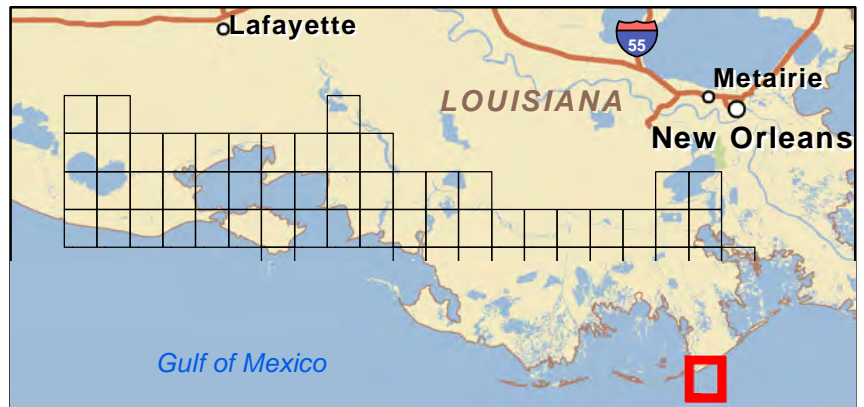 Lafayette
55
Metairie
LOUISIANA
New Orleans
Gulf of Mexico